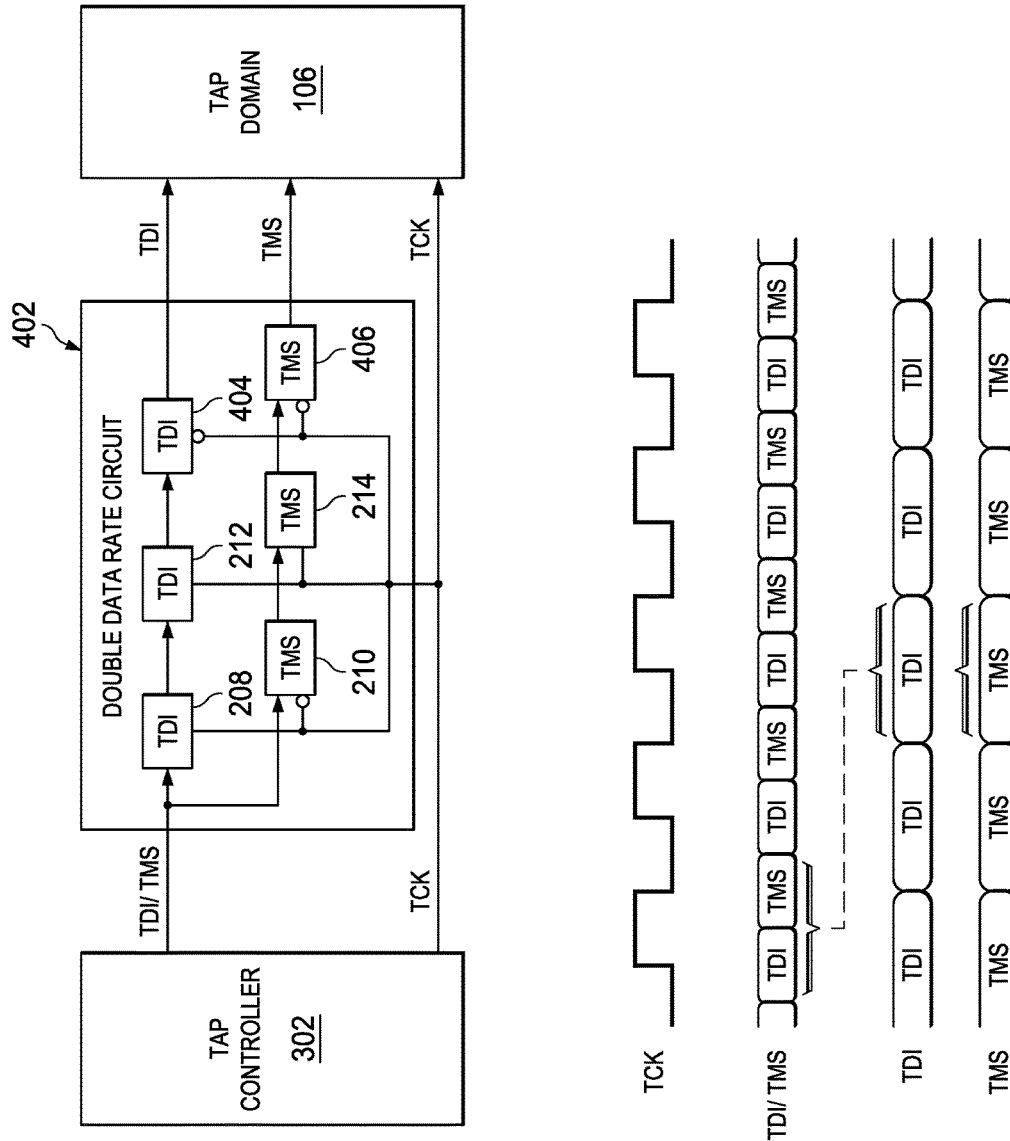 402
DOUBLE DATA RATE CIRCUIT
TAP
CONTROLLER
302
TDI/ TMS
TCK
TDI
208
TDI
212
TDI
404
TMS
210
TMS
214
TMS
406
TDI
TMS
TCK
TAP
DOMAIN
106
TCK
TDI/ TMS
TDI TMS TDI TMS TDI TMS TDI TMS TDI TMS
TDI
TDI TDI TDI TDI TDI
TMS
TMS TMS TMS TMS TMS